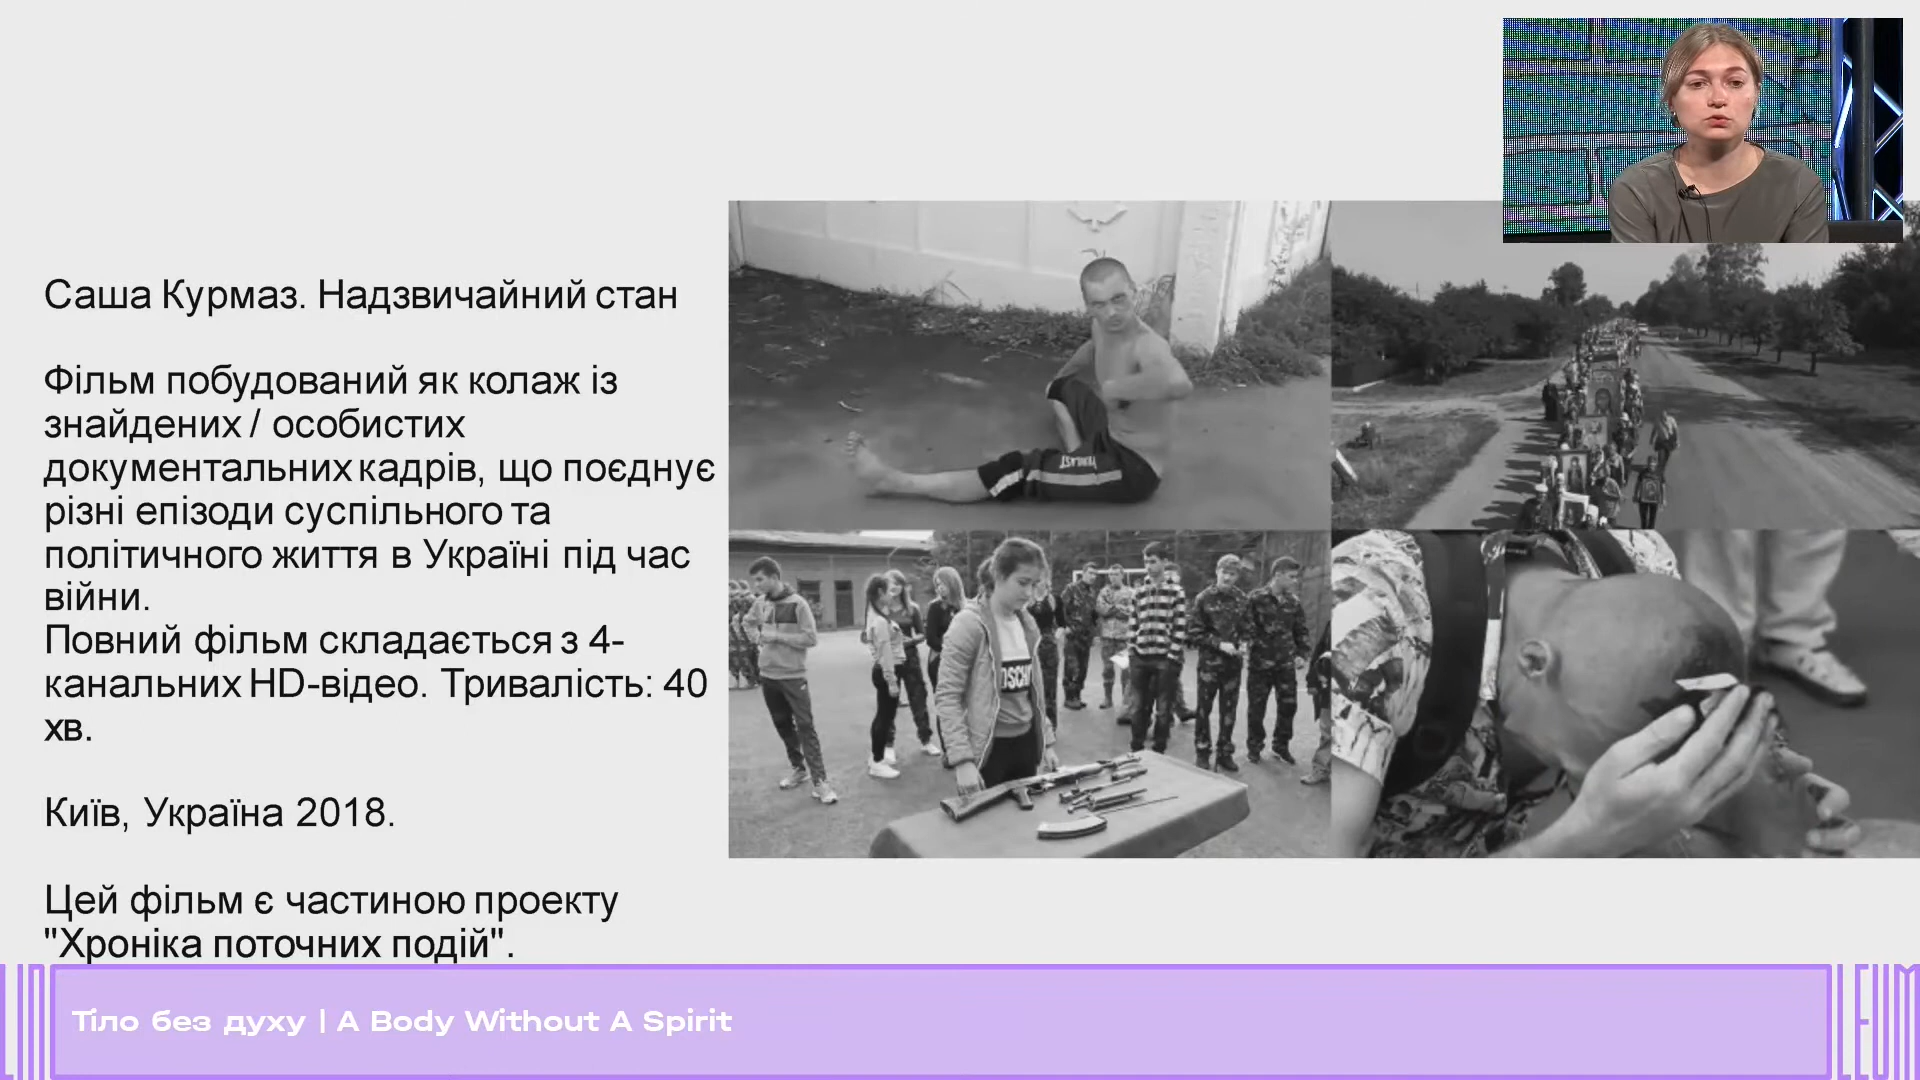 Саша Курмаз. Надзвичайний стан
Фільм побудований як колаж із
знайдених / особистих
документальних кадрів, що поєднує
різні епізоди суспільного та
політичного життя в Україні під час
війни.
Повний фільм складається з 4-
канальних HD-відео. Тривалість: 40
хв.
Київ, Україна 2018.
Цей фільм є частиною проекту
"Хроніка поточних подій".
Тіло без духу | A Body Without A Spirit